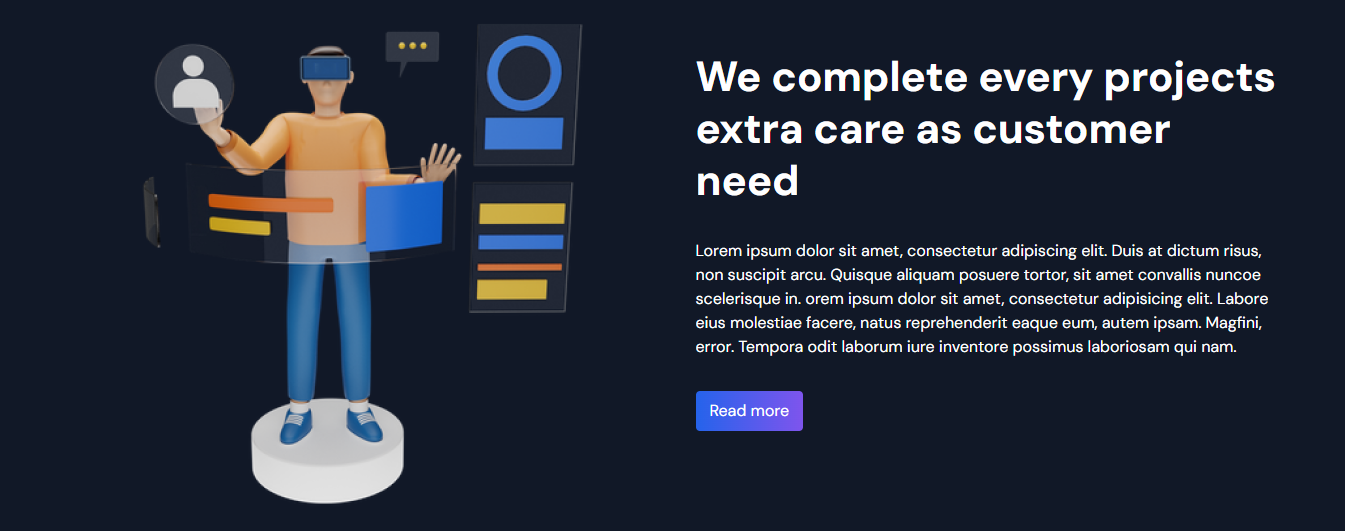 We complete every projects
extra care as customer
need
Lorem ipsum dolor sit amet, consectetur adipiscing elit. Duis at dictum risus,
non suscipit arcu. Quisque aliquam posuere tortor, sit amet convallis nuncoe
scelerisque in. orem ipsum dolor sit amet, consectetur adipisicing elit. Labore
eius molestiae facere, natus reprehenderit eaque eum, autem ipsam. Magfini,
error. Tempora odit laborum iure inventore possimus laboriosam qui nam.
Read more